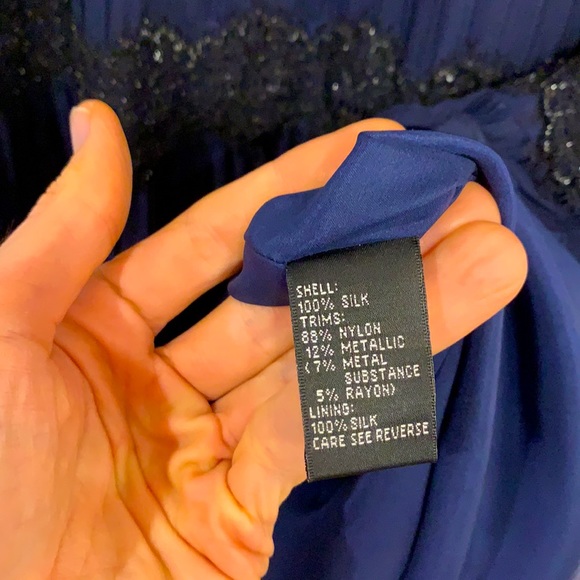 SHELL:
100% SILK
TRIMS:
88% NYLON
12% METALLIC
(7% METAL
SUBSTANCE
5% RAYON)
LINING:
100% SILK
CARE SEE REVERSE